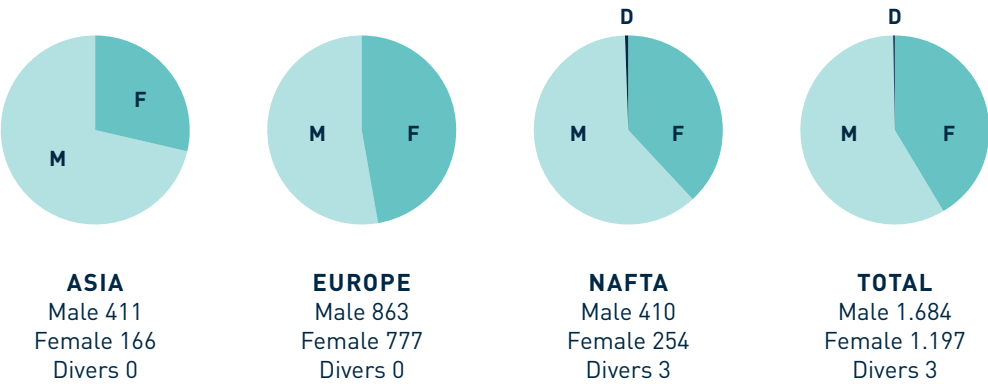 F
M
ASIA
Male 411
Female 166
Divers 0
M
F
EUROPE
Male 863
Female 777
Divers 0
D
M
F
NAFTA
Male 410
Female 254
Divers 3
D
M
F
TOTAL
Male 1.684
Female 1.197
Divers 3